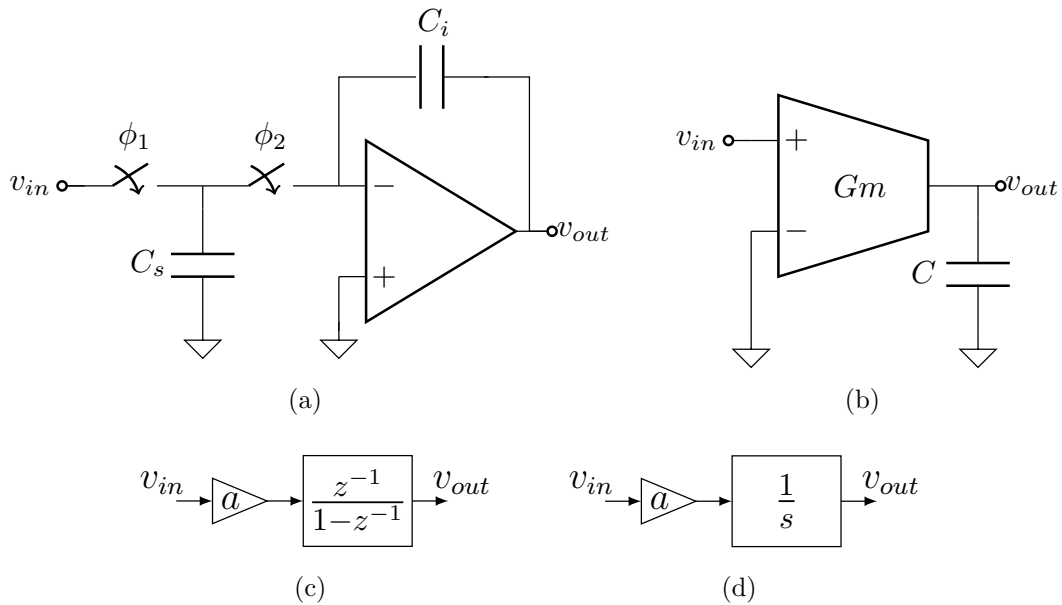 C_i
ϕ_1
ϕ_2
v_in
−
+
v_out
C_s
(a)
v_in
+
−
Gm
v_out
C
(b)
v_in
a
z^{-1}
1−z^{-1}
v_out
(c)
v_in
a
1
s
v_out
(d)